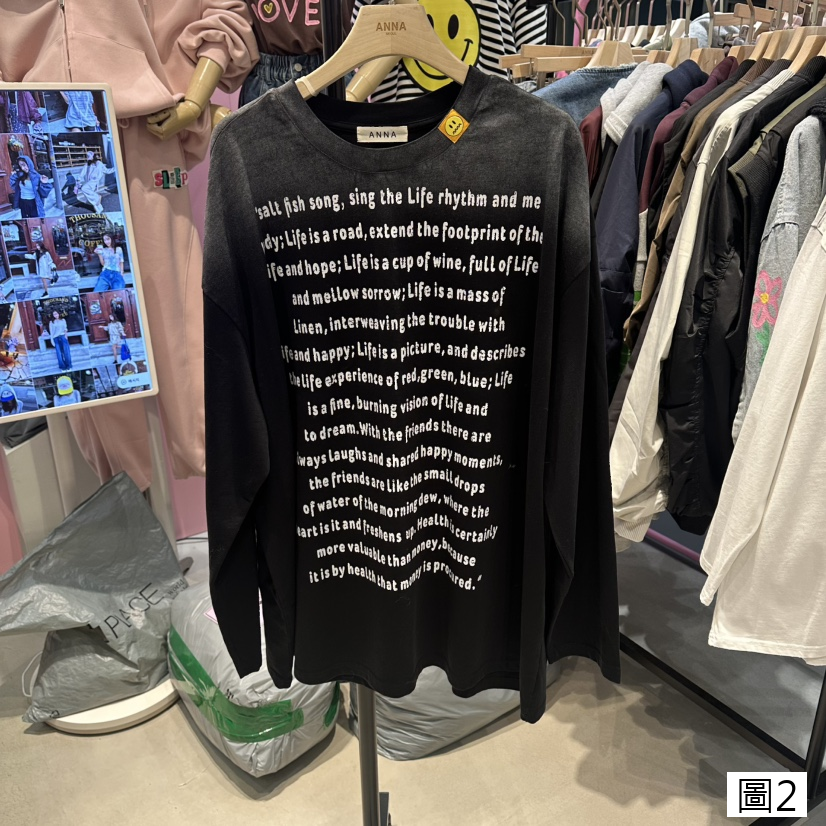 LOVE
ANNA
ANNA
"salt fish song, sing the Life rhythm and me
ydy; Life is a road, extend the footprint of the
ife and hope; Life is a cup of wine, full of Life
and mellow sorrow; Life is a mass of
Linen, interweaving the trouble with
ife and happy; Life is a picture, and describes
the life experience of red, green, blue; Life
is a fine, burning vision of life and
to dream. With the friends there are
ways laughs and shared happy moments,
the friends are like the small drops
of water of the morning dew, where the
eart is it and freshens up. Health is certainly
more valuable than money, because
it is by health that money is procured."
PACE
圖2